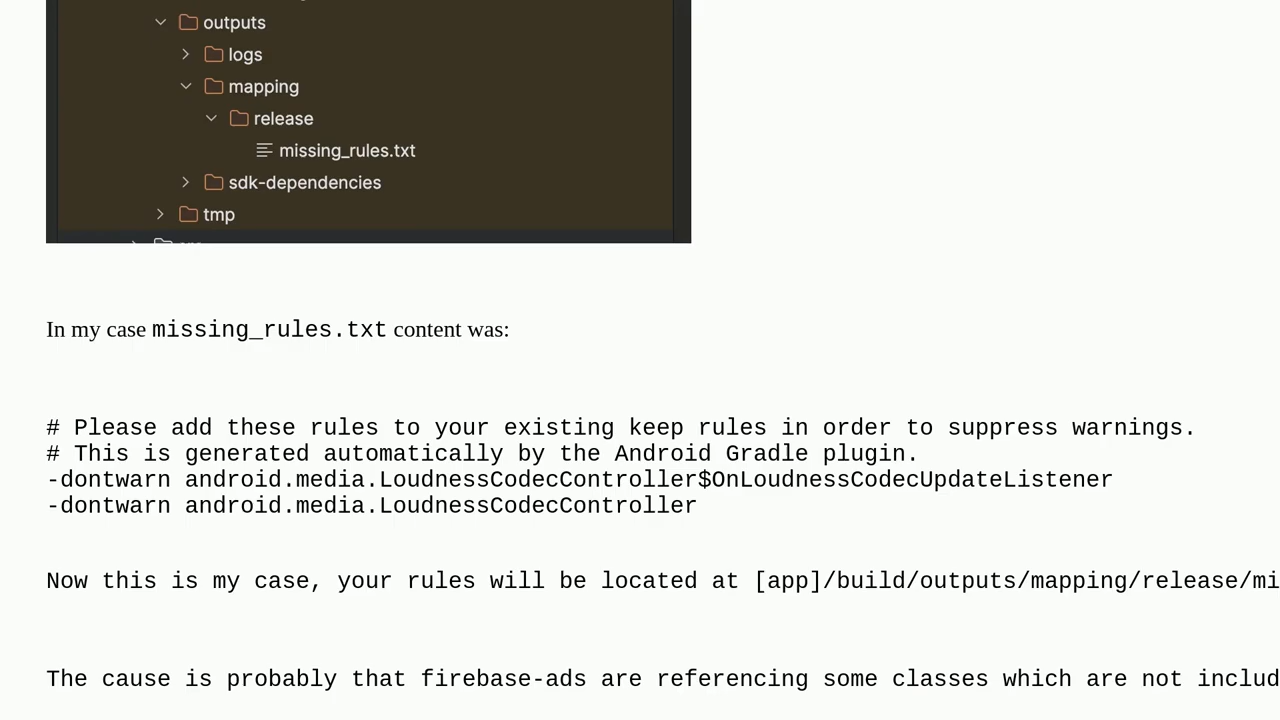 outputs
logs
mapping
release
missing_rules.txt
sdk-dependencies
tmp
In my case missing_rules.txt content was:
# Please add these rules to your existing keep rules in order to suppress warnings.
# This is generated automatically by the Android Gradle plugin.
-dontwarn android.media.LoudnessCodecController$OnLoudnessCodecUpdateListener
-dontwarn android.media.LoudnessCodecController
Now this is my case, your rules will be located at [app]/build/outputs/mapping/release/mi
The cause is probably that firebase-ads are referencing some classes which are not includ